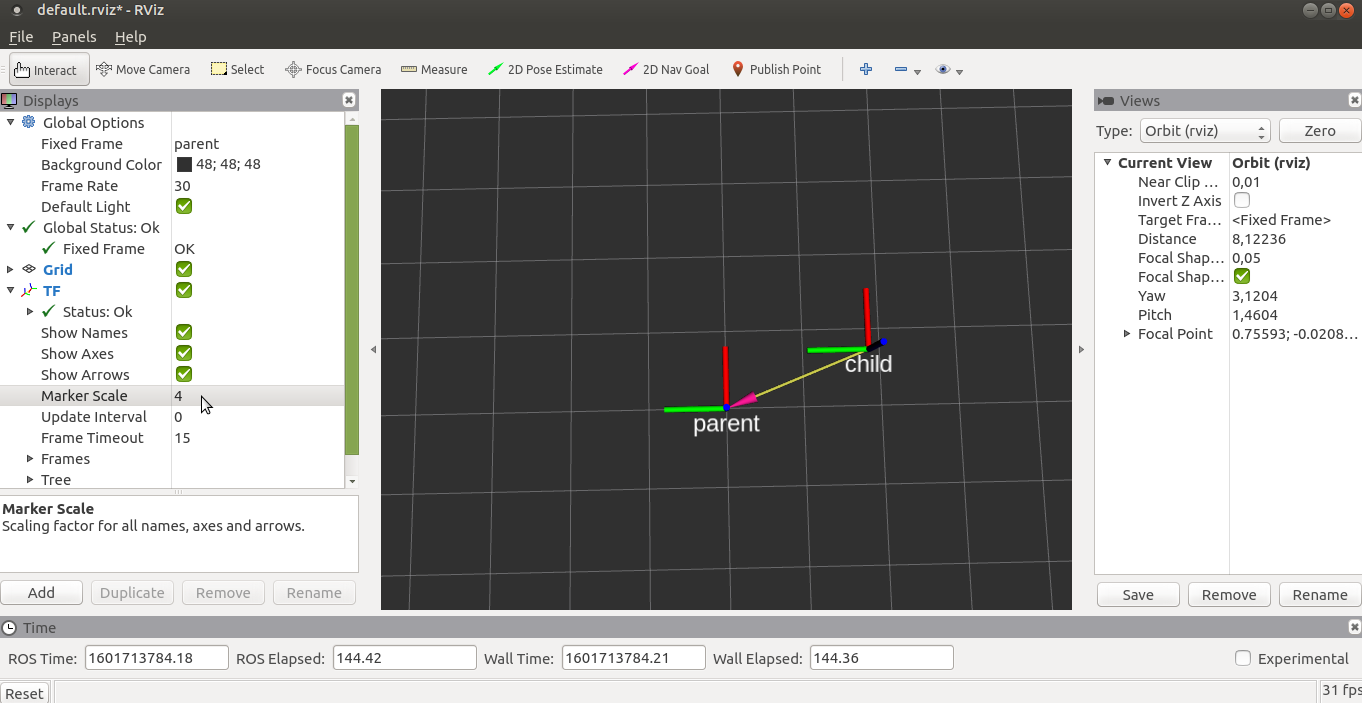 default.rviz* - RViz
File Panels Help
Interact Move Camera Select Focus Camera Measure 2D Pose Estimate 2D Nav Goal Publish Point
Displays
Global Options
Fixed Frame parent
Background Color 48; 48; 48
Frame Rate 30
Default Light
Global Status: Ok
Fixed Frame OK
Grid
TF
Status: Ok
Show Names
Show Axes
Show Arrows
Marker Scale 4
Update Interval 0
Frame Timeout 15
Frames
Tree
Marker Scale
Scaling factor for all names, axes and arrows.
Add Duplicate Remove Rename
child
parent
Views
Type: Orbit (rviz) Zero
Current View Orbit (rviz)
Near Clip ... 0,01
Invert Z Axis
Target Fra... <Fixed Frame>
Distance 8,12236
Focal Shap... 0,05
Focal Shap...
Yaw 3,1204
Pitch 1,4604
Focal Point 0.75593; -0.0208...
Save Remove Rename
Time
ROS Time: 1601713784.18 ROS Elapsed: 144.42 Wall Time: 1601713784.21 Wall Elapsed: 144.36 Experimental
Reset 31 fps